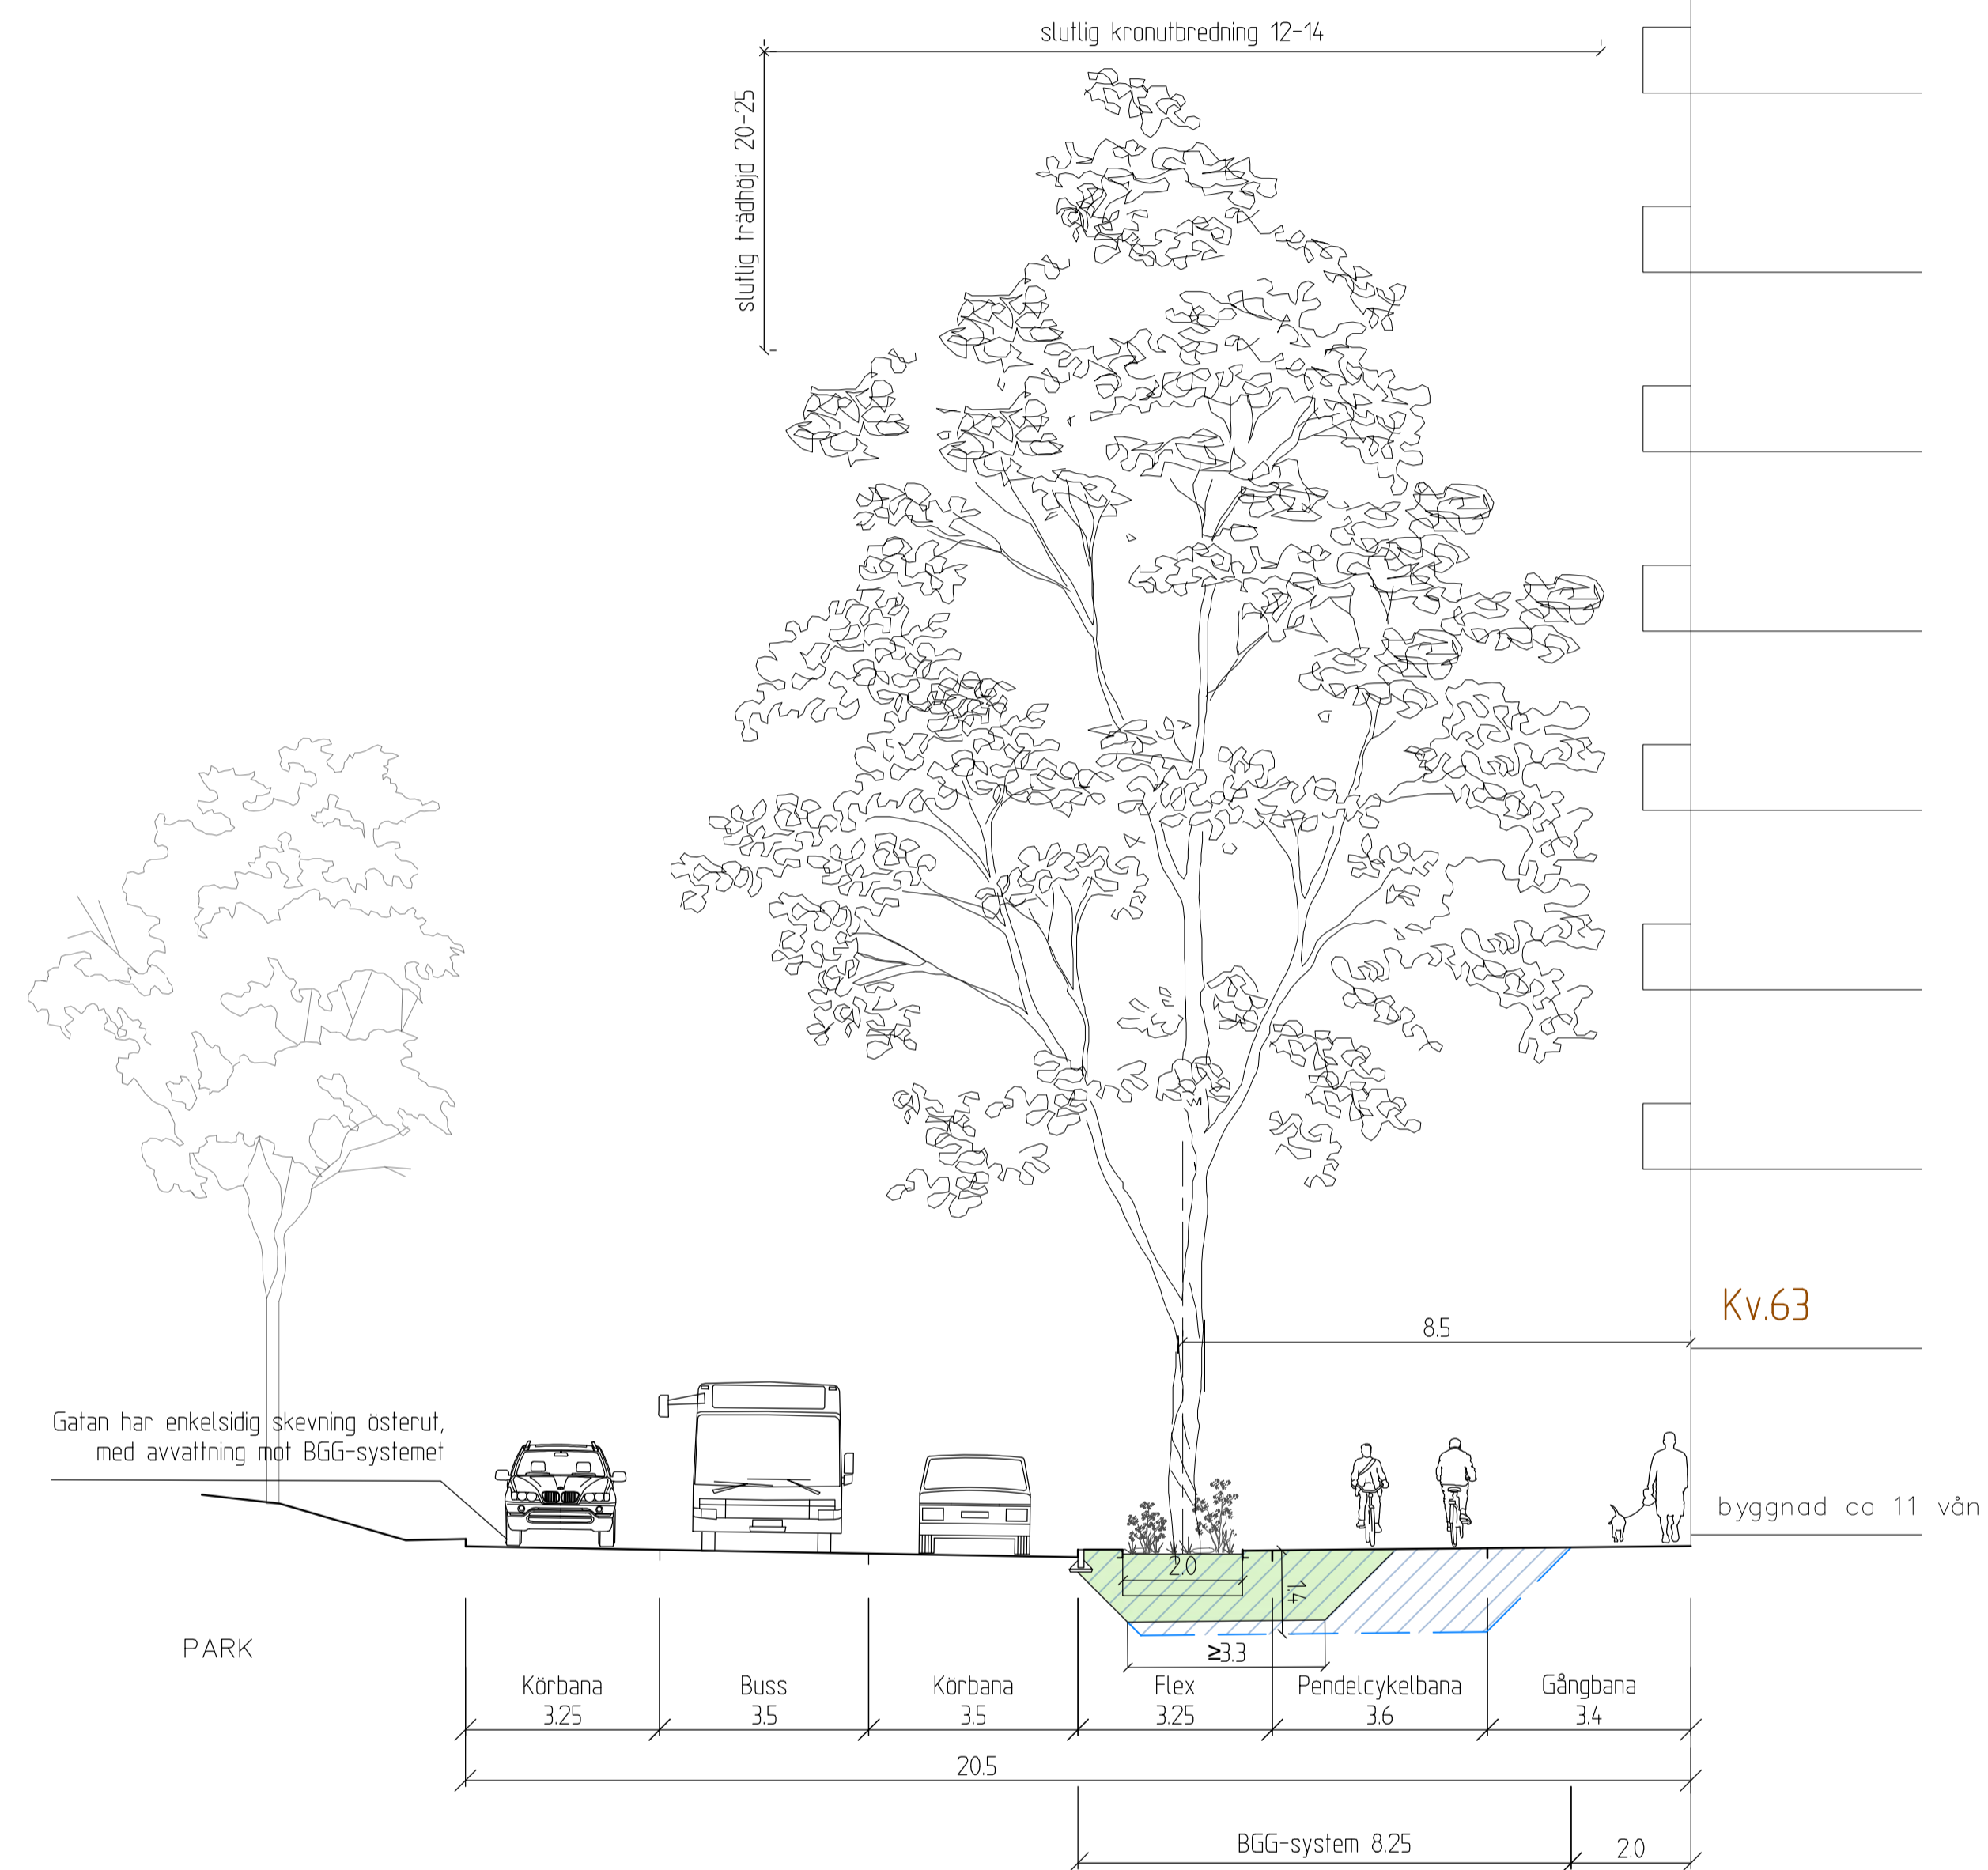 slutlig kronutbredning 12-14
slutlig trädhöjd 20-25
Kv.63
8.5
Gatan har enkelsidig skevning österut,
med avvattning mot BGG-systemet
byggnad ca 11 vån
2.0
1.4
≥3.3
PARK
Körbana
3.25
Buss
3.5
Körbana
3.5
Flex
3.25
Pendelcykelbana
3.6
Gångbana
3.4
20.5
BGG-system 8.25
2.0